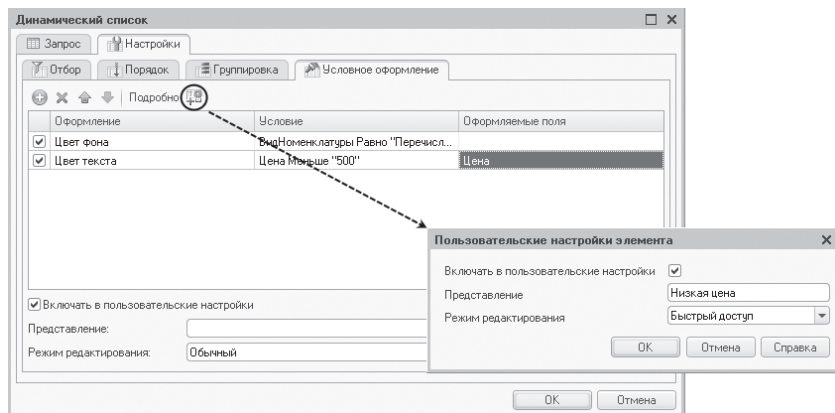 Динамический список
Запрос Настройки
Отбор Порядок Группировка Условное оформление
Подробно
Оформление Условие Оформляемые поля
Цвет фона ВидНоменклатуры Равно "Перечисл...
Цвет текста Цена Меньше "500" Цена
Пользовательские настройки элемента
Включать в пользовательские настройки
Представление Низкая цена
Режим редактирования Быстрый доступ
OK Отмена Справка
Включать в пользовательские настройки
Представление:
Режим редактирования: Обычный
OK Отмена